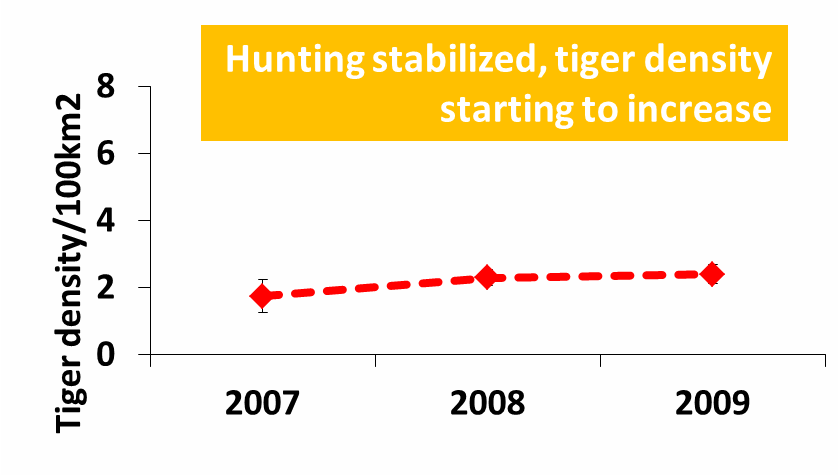 Hunting stabilized, tiger density
starting to increase
Tiger density/100km2
8
6
4
2
0
2007 2008 2009